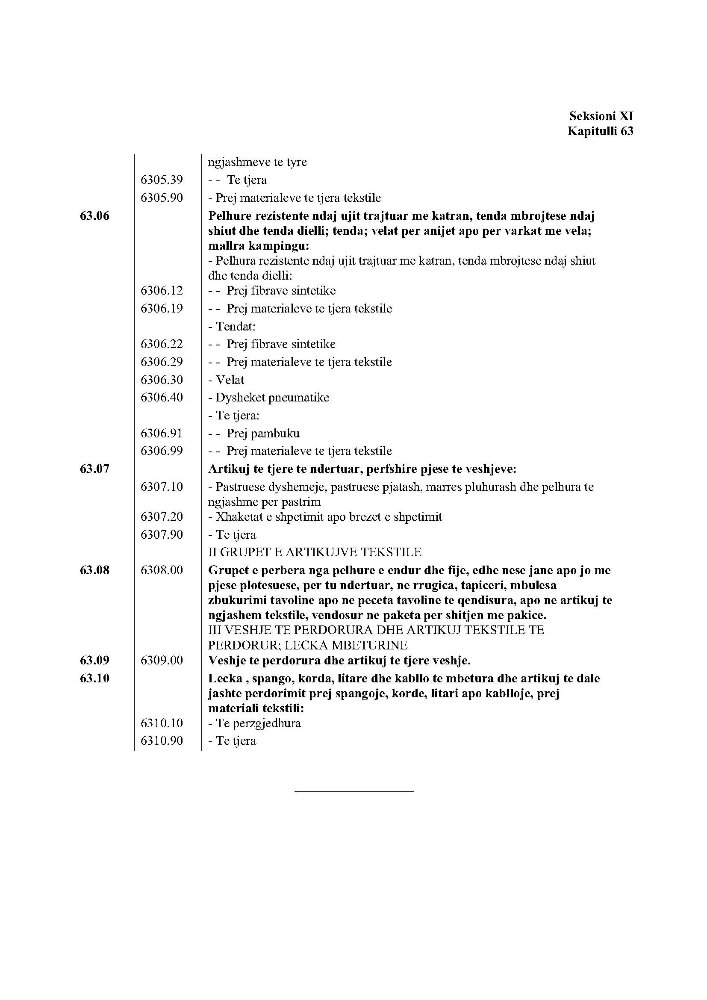 Seksioni XI
Kapitulli 63
ngjashmeve te tyre
6305.39 - - Te tjera
6305.90 - Prej materialeve te tjera tekstile
63.06 Pelhure rezistente ndaj ujit trajtuar me katran, tenda mbrojtese ndaj
shiut dhe tenda dielli; tenda; velat per anijet apo per varkat me vela;
mallra kampingu:
- Pelhura rezistente ndaj ujit trajtuar me katran, tenda mbrojtese ndaj shiut
dhe tenda dielli:
6306.12 - - Prej fibrave sintetike
6306.19 - - Prej materialeve te tjera tekstile
- Tendat:
6306.22 - - Prej fibrave sintetike
6306.29 - - Prej materialeve te tjera tekstile
6306.30 - Velat
6306.40 - Dysheket pneumatike
- Te tjera:
6306.91 - - Prej pambuku
6306.99 - - Prej materialeve te tjera tekstile
63.07 Artikuj te tjere te ndertuar, perfshire pjese te veshjeve:
6307.10 - Pastruese dyshemeje, pastruese pjatash, marres pluhurash dhe pelhura te
ngjashme per pastrim
6307.20 - Xhaketat e shpetimit apo brezet e shpetimit
6307.90 - Te tjera
II GRUPET E ARTIKUJVE TEKSTILE
63.08 6308.00 Grupet e perbera nga pelhure e endur dhe fije, edhe nese jane apo jo me
pjese plotesuese, per tu ndertuar, ne rrugica, tapiceri, mbulesa
zbukurimi tavoline apo ne peceta tavoline te qendisura, apo ne artikuj te
ngjashem tekstile, vendosur ne paketa per shitjen me pakice.
III VESHJE TE PERDORURA DHE ARTIKUJ TEKSTILE TE
PERDORUR; LECKA MBETURINE
63.09 6309.00 Veshje te perdorura dhe artikuj te tjere veshje.
63.10 Lecka , spango, korda, litare dhe kabllo te mbetura dhe artikuj te dale
jashte perdorimit prej spangoje, korde, litari apo kablloje, prej
materiali tekstili:
6310.10 - Te perzgjedhura
6310.90 - Te tjera